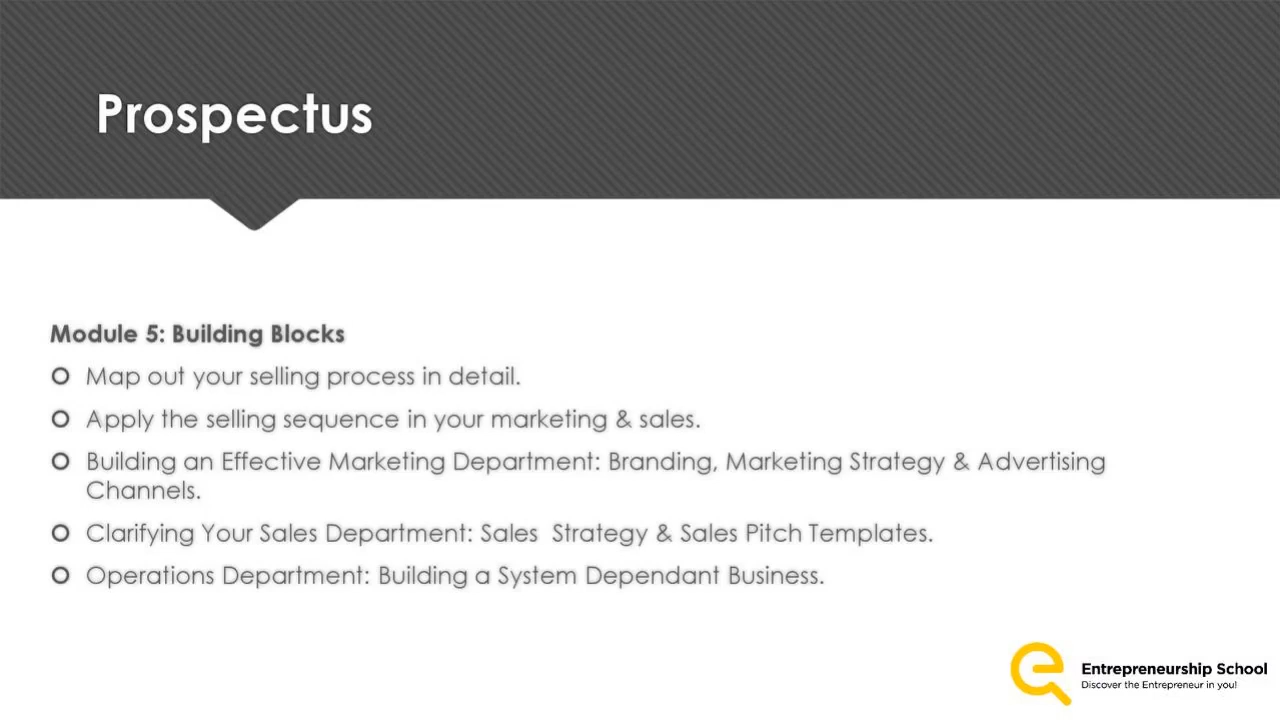 Prospectus
Module 5: Building Blocks
Map out your selling process in detail.
Apply the selling sequence in your marketing & sales.
Building an Effective Marketing Department: Branding, Marketing Strategy & Advertising
Channels.
Clarifying Your Sales Department: Sales  Strategy & Sales Pitch Templates.
Operations Department: Building a System Dependant Business.
Entrepreneurship School
Discover the Entrepreneur in you!